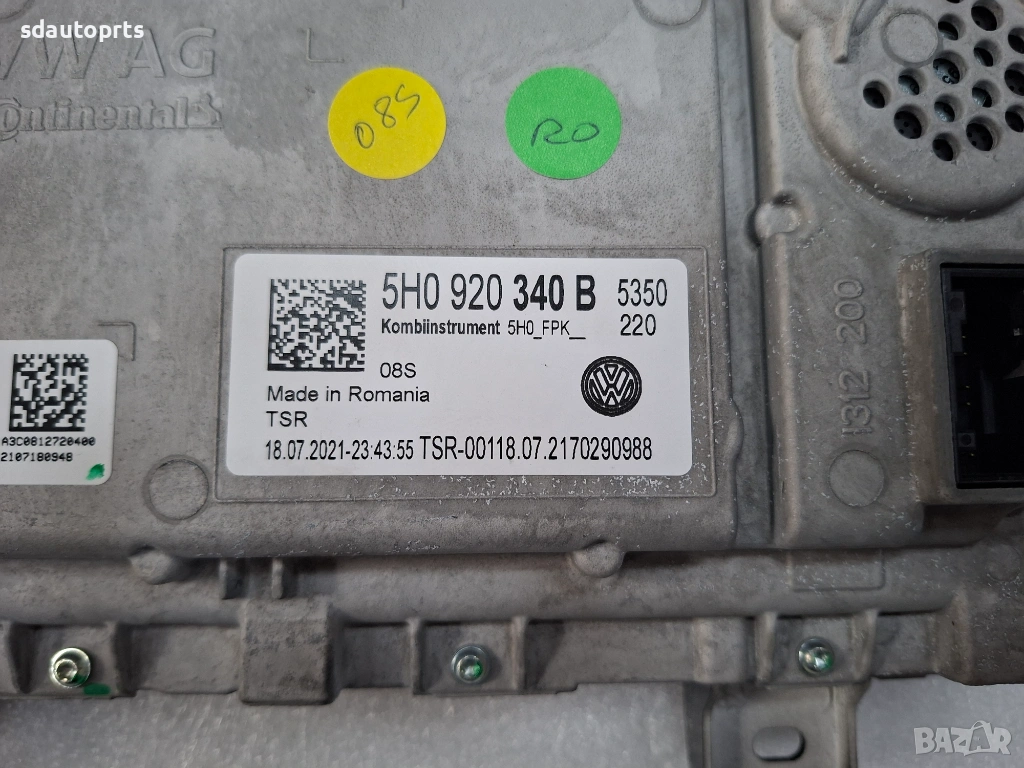 sdautoprts
VW AG
Continental
08S
RO
5H0 920 340 B 5350
Kombiinstrument 5H0_FPK__ 220
08S
Made in Romania
TSR
18.07.2021-23:43:55 TSR-00118.07.2170290988
A3C0812720400
2107180948
1312 200
BAZAR